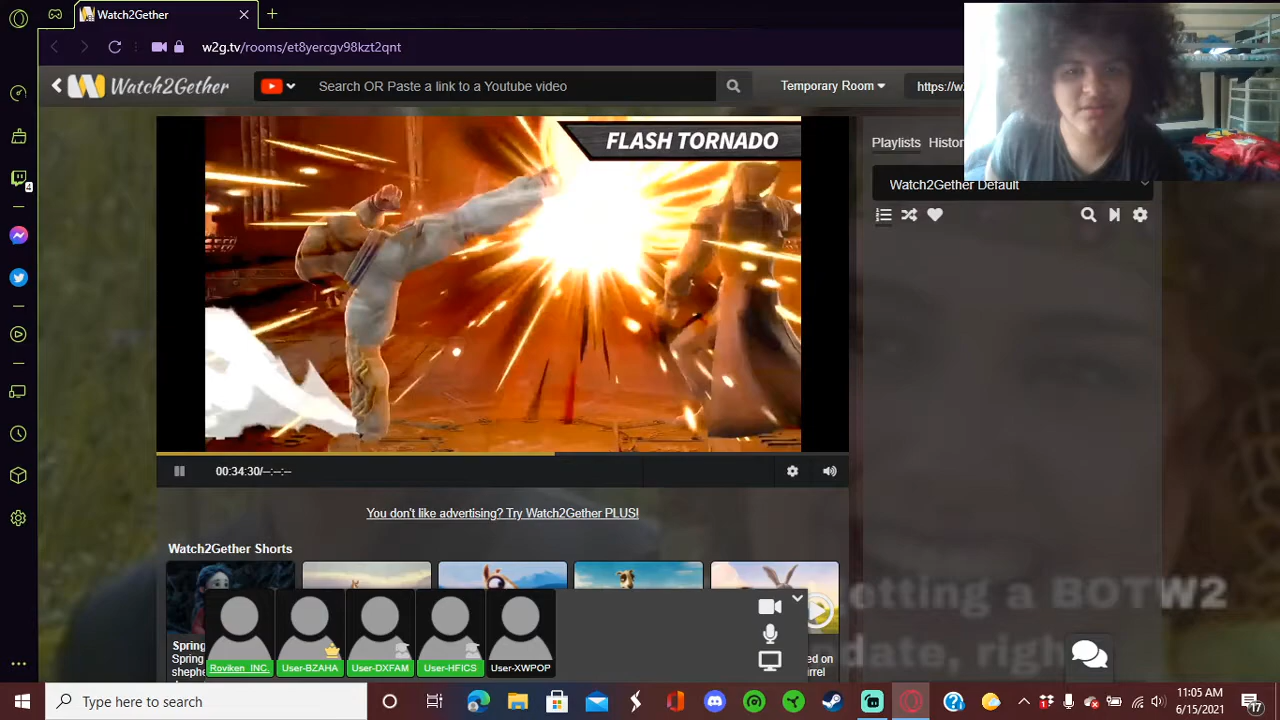 Watch2Gether
w2g.tv/rooms/et8yercgv98kzt2qnt
Watch2Gether
Search OR Paste a link to a Youtube video
Temporary Room
https://w.
FLASH TORNADO
Playlists
Histor
Watch2Gether Default
4
00:34:30/--:--:--
You don't like advertising? Try Watch2Gether PLUS!
Watch2Gether Shorts
etting a BOTW2
date, righ
Spring
Spring
shephe
ed on
irrel
Roviken_INC.
User-BZAHA
User-DXFAM
User-HFICS
User-XWPOP
Type here to search
11:05 AM
6/15/2021
17